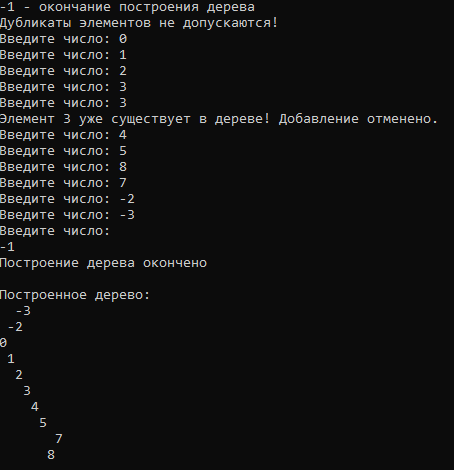 -1 - окончание построения дерева
Дубликаты элементов не допускаются!
Введите число: 0
Введите число: 1
Введите число: 2
Введите число: 3
Введите число: 3
Элемент 3 уже существует в дереве! Добавление отменено.
Введите число: 4
Введите число: 5
Введите число: 8
Введите число: 7
Введите число: -2
Введите число: -3
Введите число:
-1
Построение дерева окончено

Построенное дерево:
  -3
 -2
0
 1
  2
   3
    4
     5
       7
      8